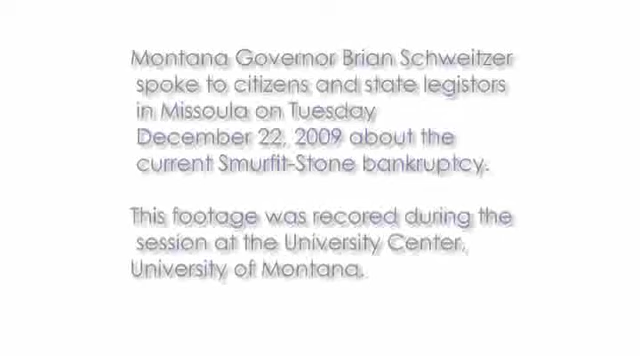 Montana Governor Brian Schweitzer
spoke to citizens and state legistors
in Missoula on Tuesday
December 22, 2009 about the
current Smurfit-Stone bankruptcy.
This footage was recored during the
session at the University Center,
University of Montana.